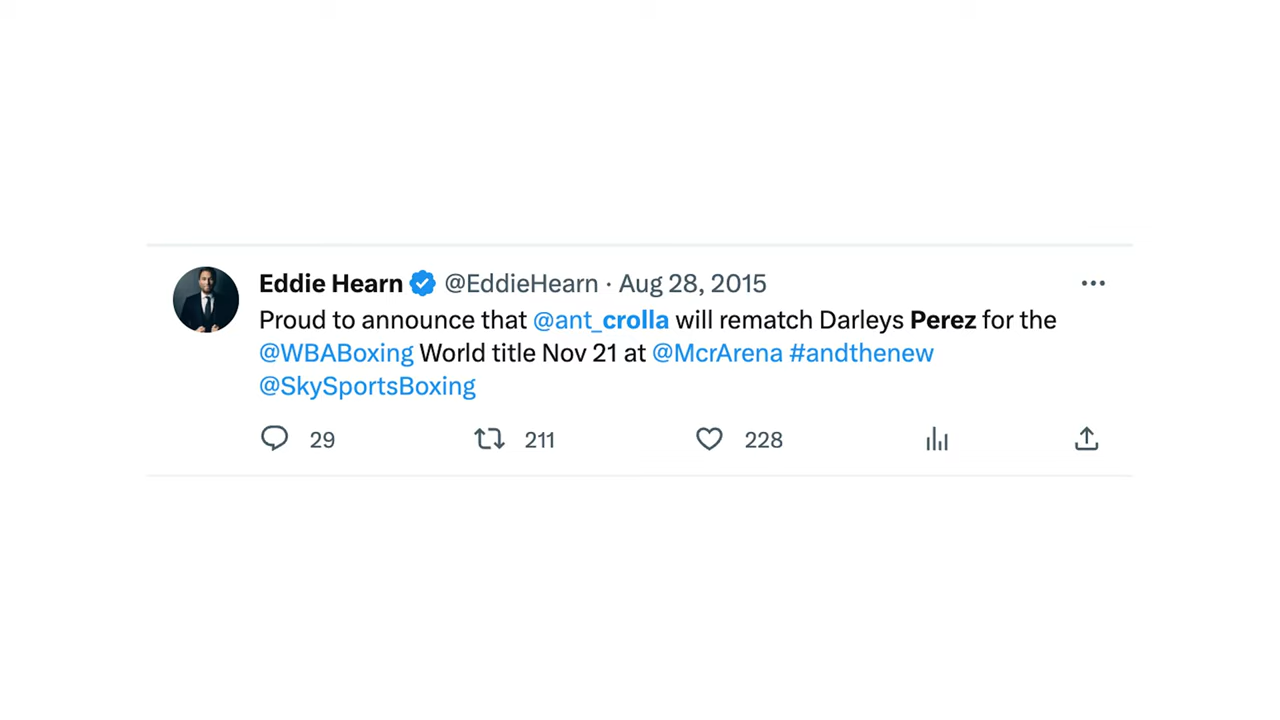 Eddie Hearn @EddieHearn · Aug 28, 2015
Proud to announce that @ant_crolla will rematch Darleys Perez for the
@WBABoxing World title Nov 21 at @McrArena #andthenew
@SkySportsBoxing
29 211 228